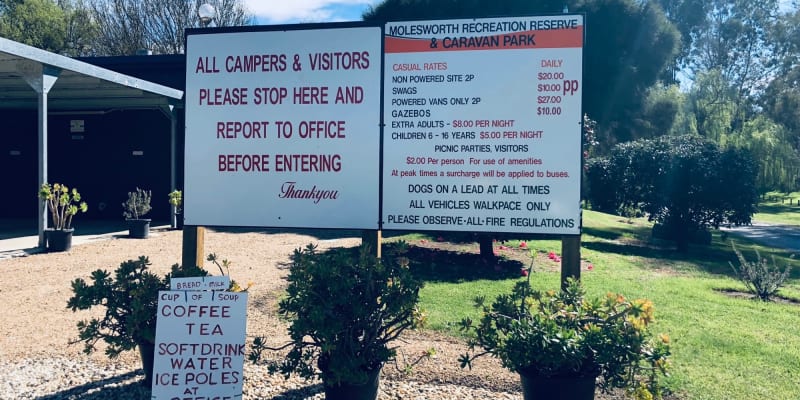 ALL CAMPERS & VISITORS
PLEASE STOP HERE AND
REPORT TO OFFICE
BEFORE ENTERING
Thankyou
MOLESWORTH RECREATION RESERVE
& CARAVAN PARK
CASUAL RATES DAILY
NON POWERED SITE 2P $20.00
SWAGS $10.00 pp
POWERED VANS ONLY 2P $27.00
GAZEBOS $10.00
EXTRA ADULTS - $8.00 PER NIGHT
CHILDREN 6 - 16 YEARS $5.00 PER NIGHT
PICNIC PARTIES, VISITORS
$2.00 Per person For use of amenities
At peak times a surcharge will be applied to buses.
DOGS ON A LEAD AT ALL TIMES
ALL VEHICLES WALKPACE ONLY
PLEASE OBSERVE-ALL-FIRE REGULATIONS
BREAD MILK
CUP OF SOUP
COFFEE
TEA
SOFTDRINK
WATER
ICE POLES
AT
OFFICE